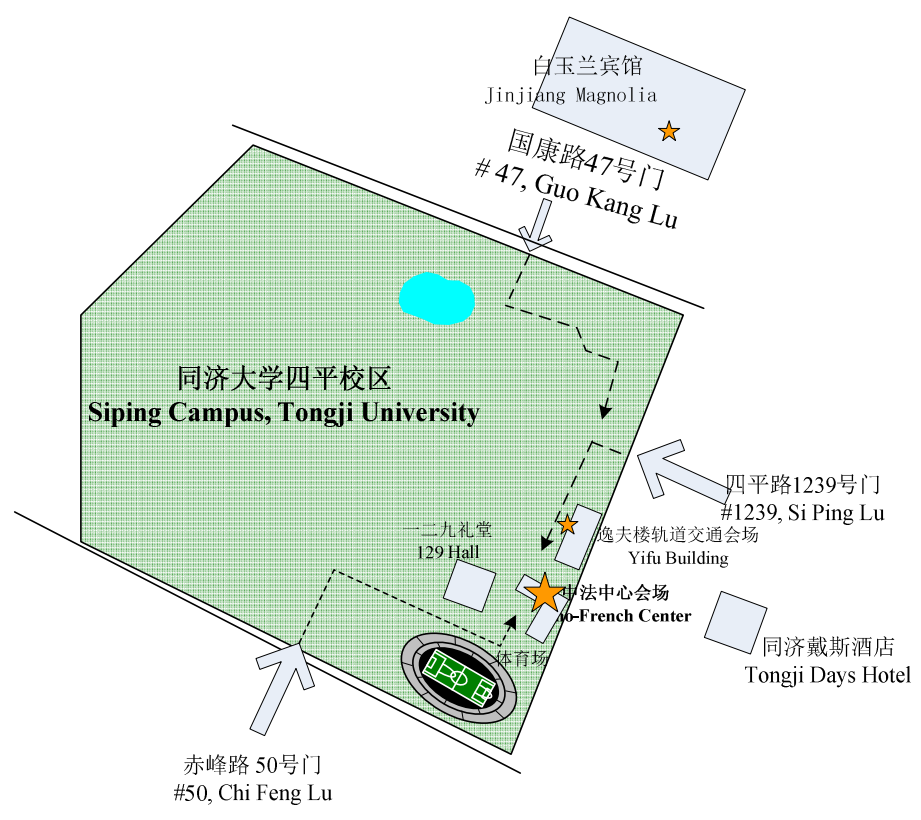 白玉兰宾馆
Jinjiang Magnolia
国康路47号门
# 47, Guo Kang Lu
同济大学四平校区
Siping Campus, Tongji University
四平路1239号门
#1239, Si Ping Lu
一二九礼堂
129 Hall
逸夫楼轨道交通会场
Yifu Building
中法中心会场
no-French Center
体育场
同济戴斯酒店
Tongji Days Hotel
赤峰路 50号门
#50, Chi Feng Lu